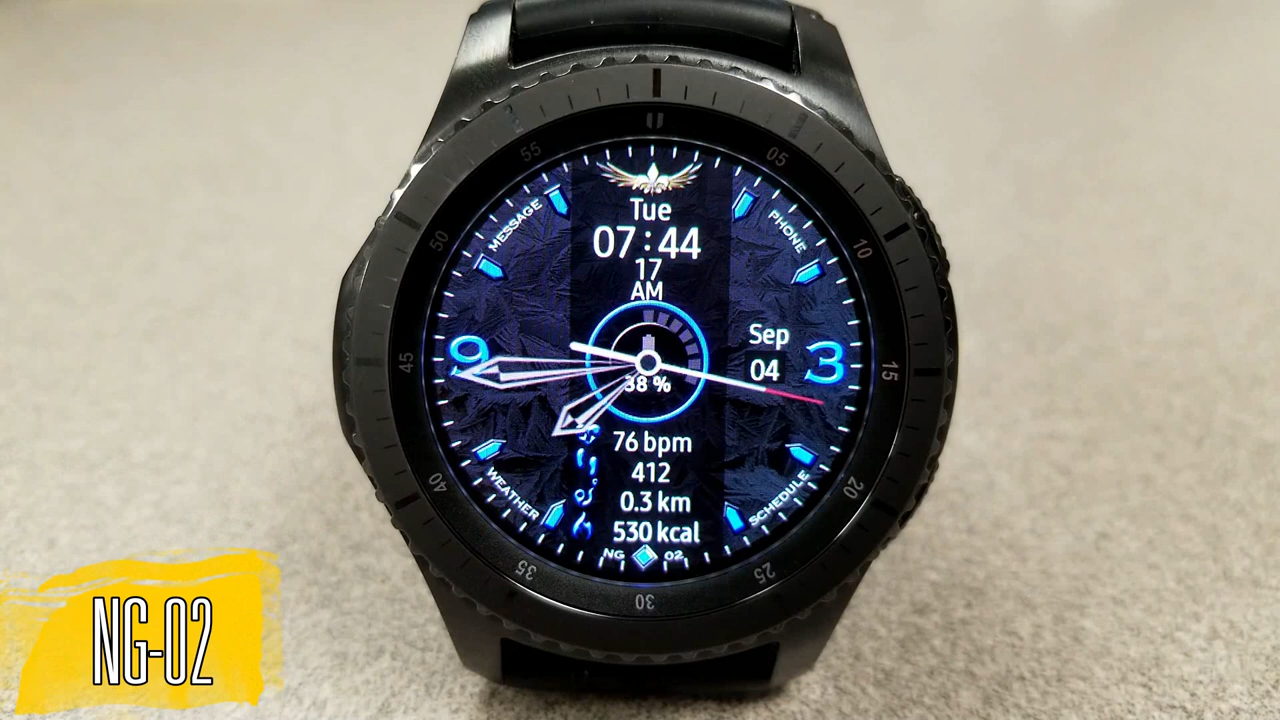 55
05
50
10
45
15
40
20
35
25
30
MESSAGE
PHONE
Tue
07:44
17
AM
9
Sep
04
3
38 %
76 bpm
412
0.3 km
530 kcal
WEATHER
SCHEDULE
NG 02
NG-02